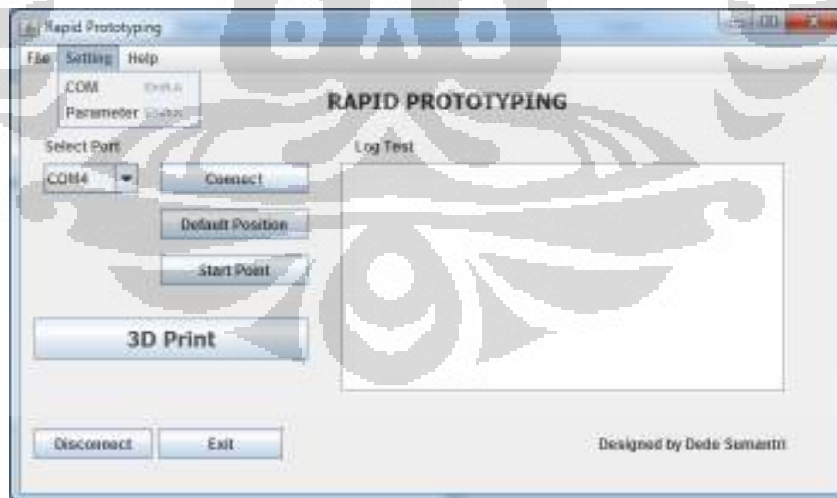 Rapid Prototyping
File Setting Help
COM
Parameter
RAPID PROTOTYPING
Select Port
Log Test
COM4
Connect
Default Position
Start Point
3D Print
Disconnect
Exit
Designed by Dede Sumantri